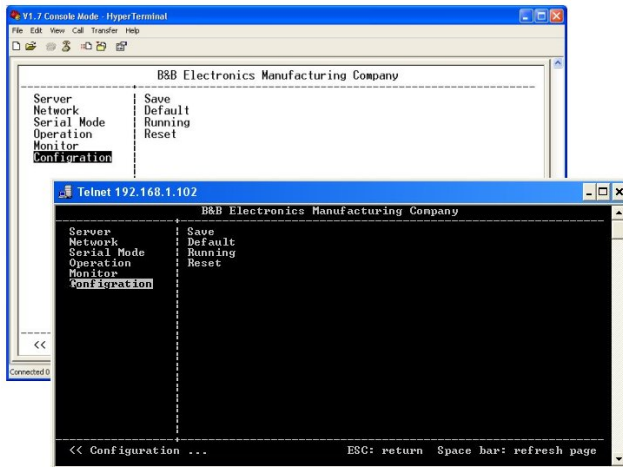 V1.7 Console Mode - HyperTerminal
File Edit View Call Transfer Help
B&B Electronics Manufacturing Company
Server Save
Network Default
Serial Mode Running
Operation Reset
Monitor
Configration
<<
Connected 0
Telnet 192.168.1.102
B&B Electronics Manufacturing Company
Server Save
Network Default
Serial Mode Running
Operation Reset
Monitor
Configration
<< Configuration ... ESC: return Space bar: refresh page